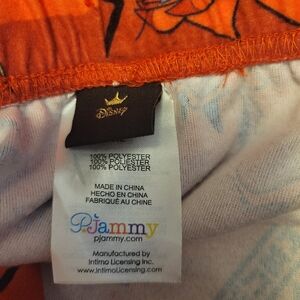 Disney
100% POLYESTER
100% POLIESTER
100% POLYESTER
MADE IN CHINA
HECHO EN CHINA
FABRIQUÉ AU CHINE
PJammy
pjammy.com
Manufactured by
Intimo Licensing Inc.
www.IntimoLicensing.com